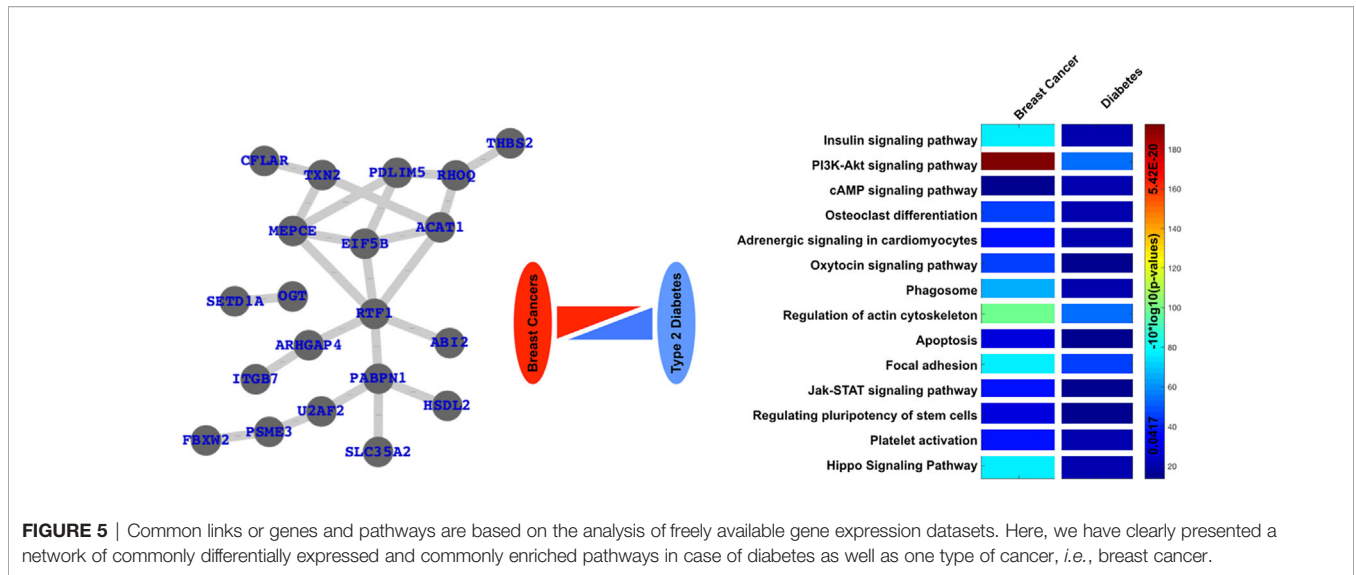 THBS2
CFLAR
TXN2
PDLIM5
RHOQ
MEPCE
EIF5B
ACAT1
SETD1A
OGT
RTF1
ARHGAP4
ABI2
ITGB7
PABPN1
U2AF2
HSDL2
FBXW2
PSME3
SLC35A2
Breast Cancers
Type 2 Diabetes
Breast Cancer
Diabetes
Insulin signaling pathway
PI3K-Akt signaling pathway
cAMP signaling pathway
Osteoclast differentiation
Adrenergic signaling in cardiomyocytes
Oxytocin signaling pathway
Phagosome
Regulation of actin cytoskeleton
Apoptosis
Focal adhesion
Jak-STAT signaling pathway
Regulating pluripotency of stem cells
Platelet activation
Hippo Signaling Pathway
180
160
140
120
100
80
60
40
20
5.42E-20
-10*log10(p-values)
0.0417
FIGURE 5 | Common links or genes and pathways are based on the analysis of freely available gene expression datasets. Here, we have clearly presented a
network of commonly differentially expressed and commonly enriched pathways in case of diabetes as well as one type of cancer, i.e., breast cancer.